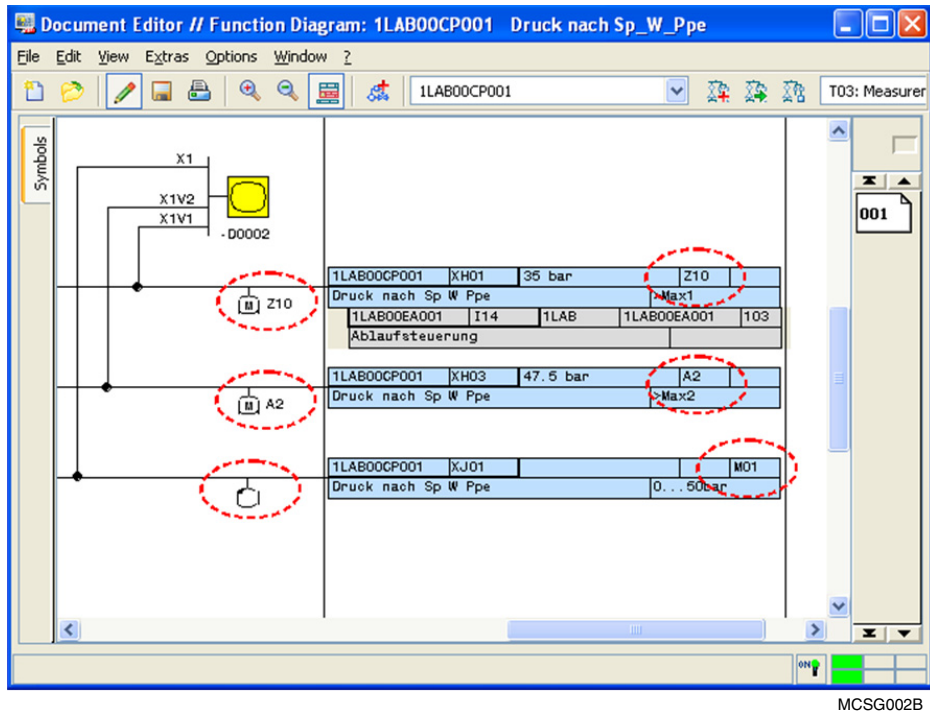 Document Editor // Function Diagram: 1LAB00CP001 Druck nach Sp_W_Ppe
File Edit View Extras Options Window ?
1LAB00CP001 T03: Measurer
Symbols
X1
X1V2
X1V1
-D0002
001
1LAB00CP001 XH01 35 bar Z10
Z10 Druck nach Sp W Ppe >Max1
1LAB00EA001 I14 1LAB 1LAB00EA001 103
Ablaufsteuerung
1LAB00CP001 XH03 47.5 bar A2
A2 Druck nach Sp W Ppe >Max2
1LAB00CP001 XJ01 M01
Druck nach Sp W Ppe 0...50bar
M
M
ON
MCSG002B